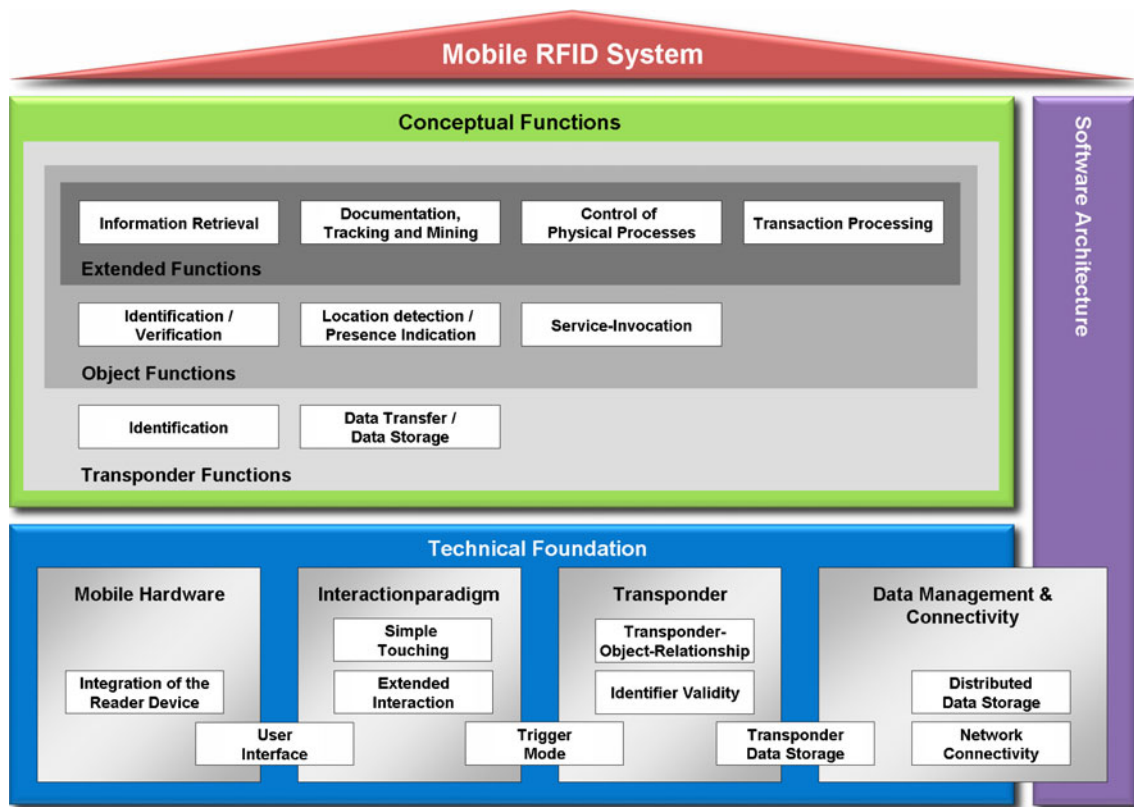 Mobile RFID System
Conceptual Functions
Software Architecture
Information Retrieval
Documentation,
Tracking and Mining
Control of
Physical Processes
Transaction Processing
Extended Functions
Identification /
Verification
Location detection /
Presence Indication
Service-Invocation
Object Functions
Identification
Data Transfer /
Data Storage
Transponder Functions
Technical Foundation
Mobile Hardware
Integration of the
Reader Device
User
Interface
Interactionparadigm
Simple
Touching
Extended
Interaction
Trigger
Mode
Transponder
Transponder-
Object-Relationship
Identifier Validity
Transponder
Data Storage
Data Management &
Connectivity
Distributed
Data Storage
Network
Connectivity